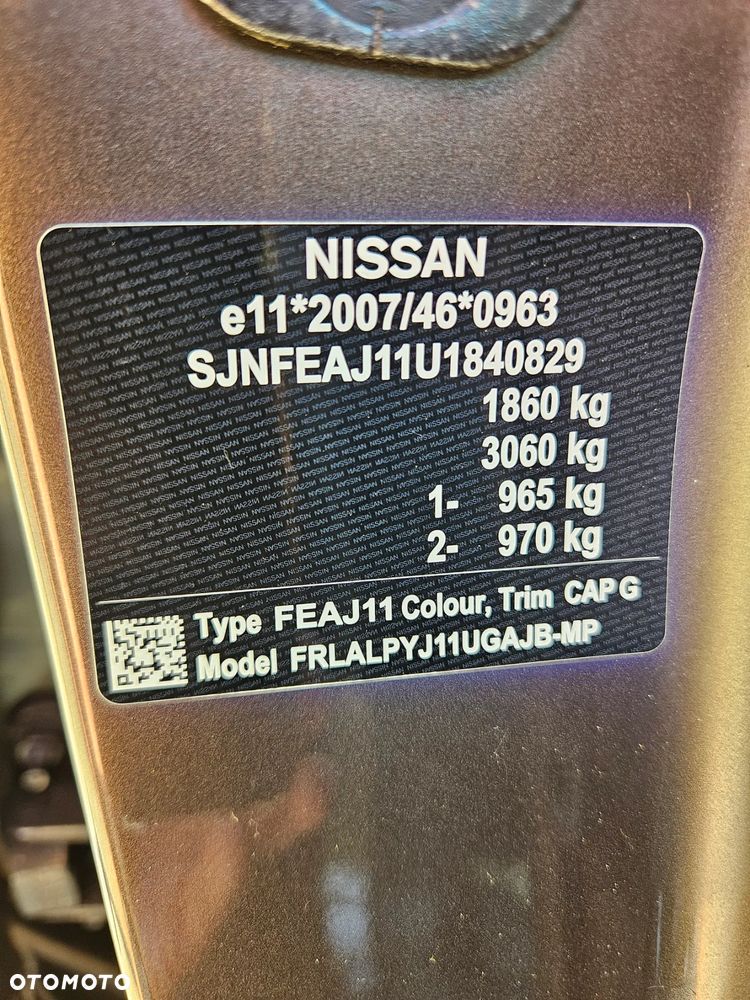 NISSAN
e11*2007/46*0963
SJNFEAJ11U1840829
1860 kg
3060 kg
1- 965 kg
2- 970 kg
Type FEAJ11 Colour, Trim CAP G
Model FRLALPYJ11UGAJB-MP
OTOMOTO